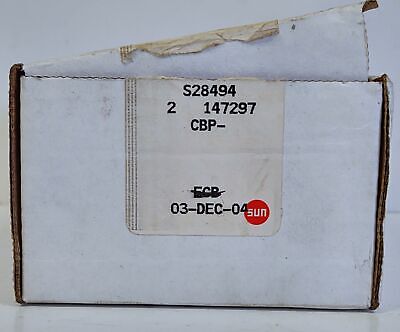 S28494
2 147297
CBP-
ECB
03-DEC-04
sun